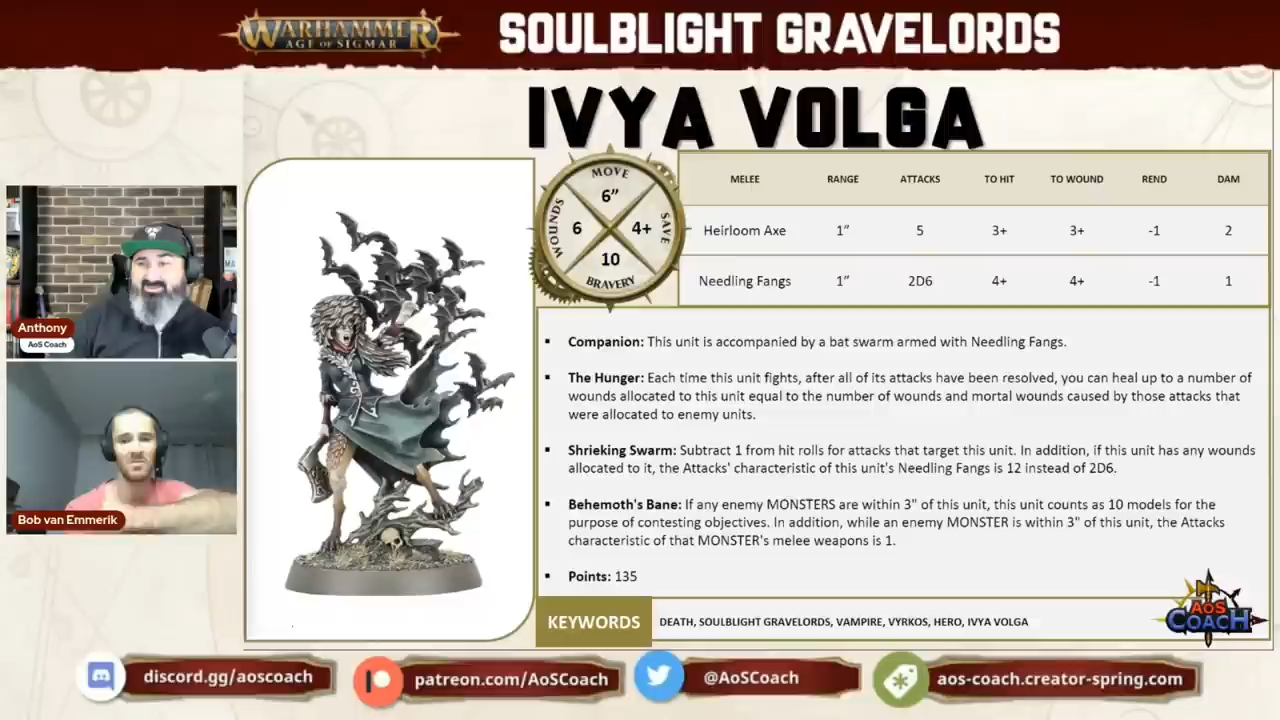 WARHAMMER
AGE OF SIGMAR
SOULBLIGHT GRAVELORDS
IVYA VOLGA
MOVE
6”
WOUNDS
6
4+
SAVE
10
BRAVERY
MELEE RANGE ATTACKS TO HIT TO WOUND REND DAM
Heirloom Axe 1” 5 3+ 3+ -1 2
Needling Fangs 1” 2D6 4+ 4+ -1 1
Anthony
AoS Coach
Bob van Emmerik
▪ Companion: This unit is accompanied by a bat swarm armed with Needling Fangs.
▪ The Hunger: Each time this unit fights, after all of its attacks have been resolved, you can heal up to a number of
wounds allocated to this unit equal to the number of wounds and mortal wounds caused by those attacks that
were allocated to enemy units.
▪ Shrieking Swarm: Subtract 1 from hit rolls for attacks that target this unit. In addition, if this unit has any wounds
allocated to it, the Attacks' characteristic of this unit's Needling Fangs is 12 instead of 2D6.
▪ Behemoth's Bane: If any enemy MONSTERS are within 3" of this unit, this unit counts as 10 models for the
purpose of contesting objectives. In addition, while an enemy MONSTER is within 3" of this unit, the Attacks
characteristic of that MONSTER's melee weapons is 1.
▪ Points: 135
KEYWORDS
DEATH, SOULBLIGHT GRAVELORDS, VAMPIRE, VYRKOS, HERO, IVYA VOLGA
AoS
COACH
discord.gg/aoscoach
patreon.com/AoSCoach
@AoSCoach
aos-coach.creator-spring.com